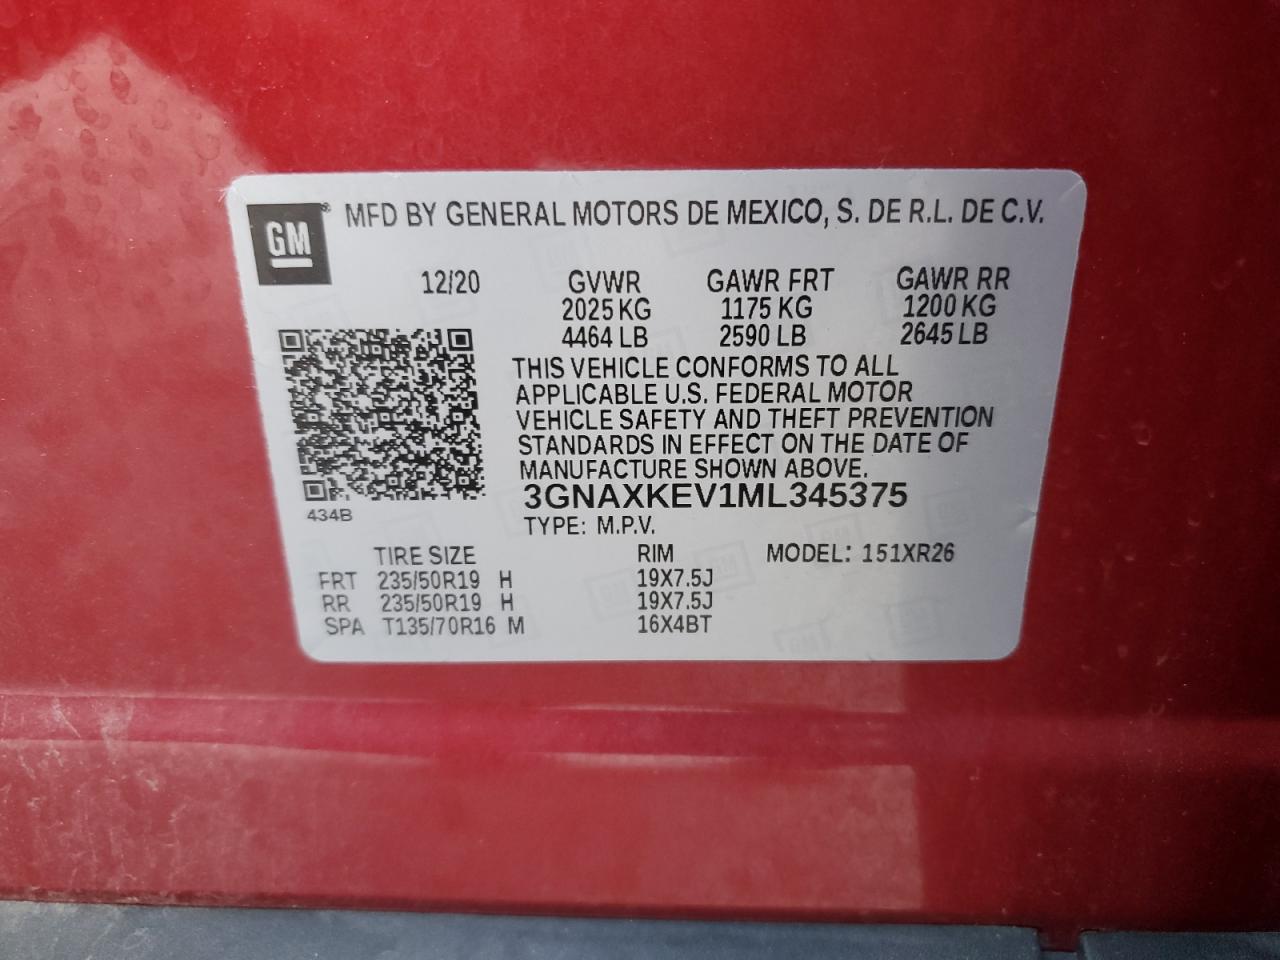 GM® MFD BY GENERAL MOTORS DE MEXICO, S. DE R.L. DE C.V.
12/20 GVWR GAWR FRT GAWR RR
2025 KG 1175 KG 1200 KG
4464 LB 2590 LB 2645 LB
THIS VEHICLE CONFORMS TO ALL
APPLICABLE U.S. FEDERAL MOTOR
VEHICLE SAFETY AND THEFT PREVENTION
STANDARDS IN EFFECT ON THE DATE OF
MANUFACTURE SHOWN ABOVE.
3GNAXKEV1ML345375
434B
TYPE: M.P.V.
TIRE SIZE RIM MODEL: 151XR26
FRT 235/50R19 H 19X7.5J
RR 235/50R19 H 19X7.5J
SPA T135/70R16 M 16X4BT